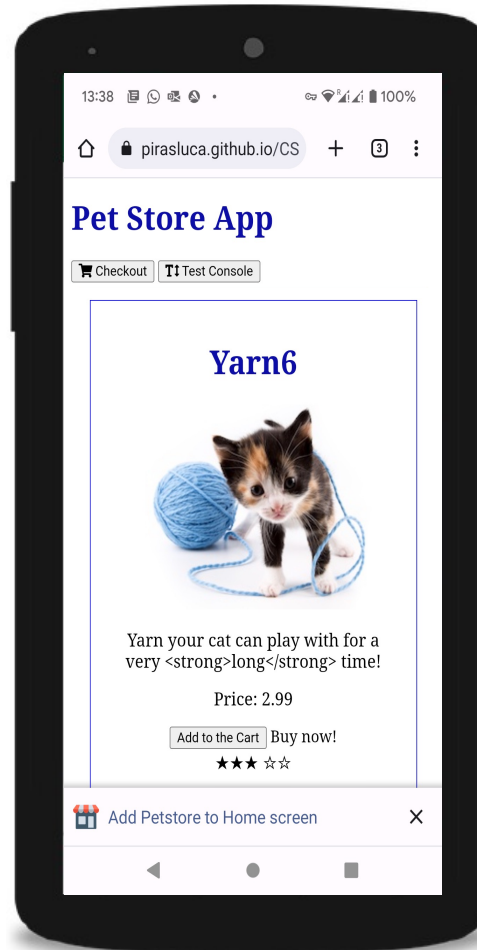 13:38 R 100%
pirasluca.github.io/CS 3
Pet Store App
Checkout Test Console
Yarn6
Yarn your cat can play with for a
very <strong>long</strong> time!
Price: 2.99
Add to the Cart Buy now!
★★★ ☆☆
Add Petstore to Home screen